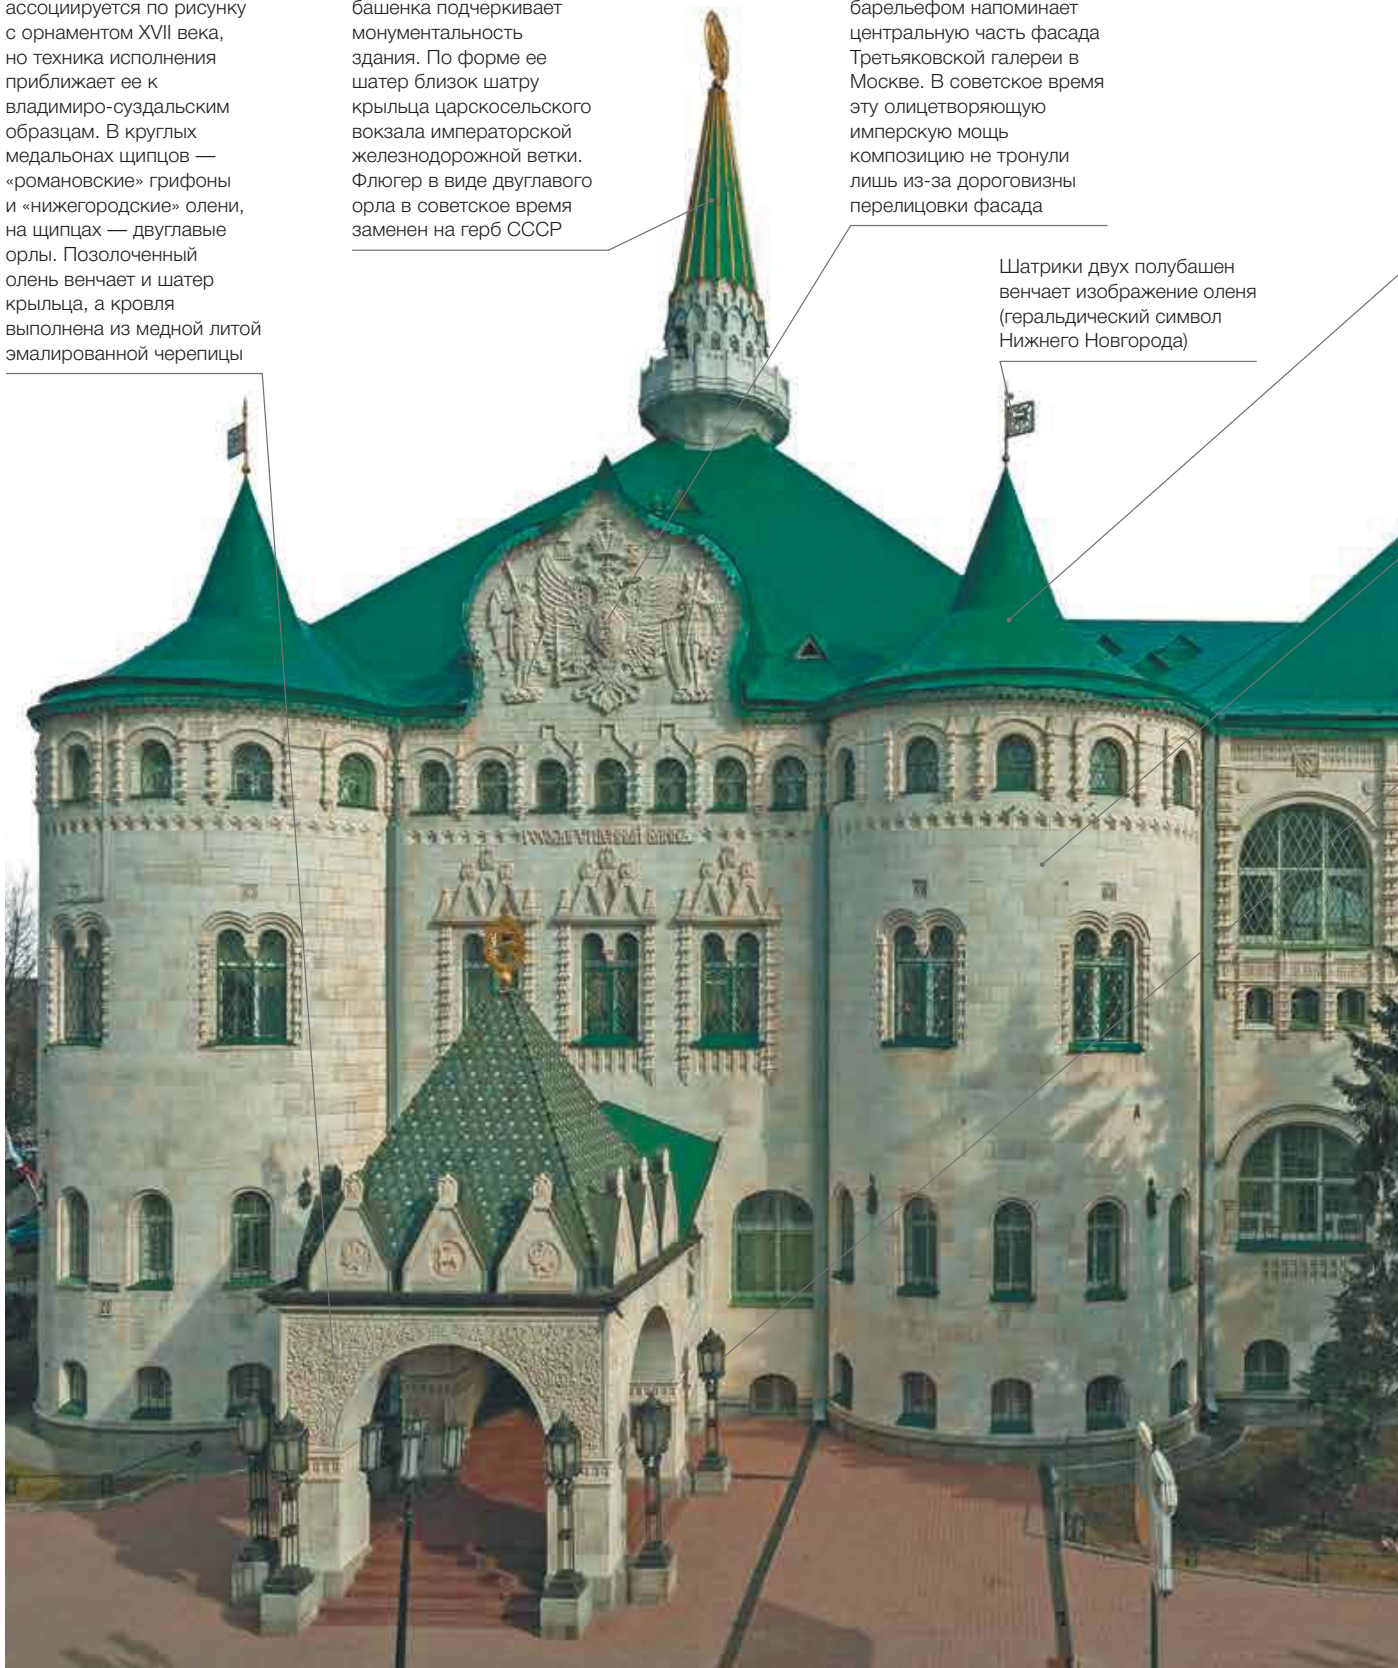 ассоциируется по рисунку
с орнаментом XVII века,
но техника исполнения
приближает ее к
владимиро-суздальским
образцам. В круглых
медальонах щипцов —
«романовские» грифоны
и «нижегородские» олени,
на щипцах — двуглавые
орлы. Позолоченный
олень венчает и шатер
крыльца, а кровля
выполнена из медной литой
эмалированной черепицы
башенка подчеркивает
монументальность
здания. По форме ее
шатер близок шатру
крыльца царскосельского
вокзала императорской
железнодорожной ветки.
Флюгер в виде двуглавого
орла в советское время
заменен на герб СССР
барельефом напоминает
центральную часть фасада
Третьяковской галереи в
Москве. В советское время
эту олицетворяющую
имперскую мощь
композицию не тронули
лишь из-за дороговизны
перелицовки фасада
Шатрики двух полубашен
венчает изображение оленя
(геральдический символ
Нижнего Новгорода)